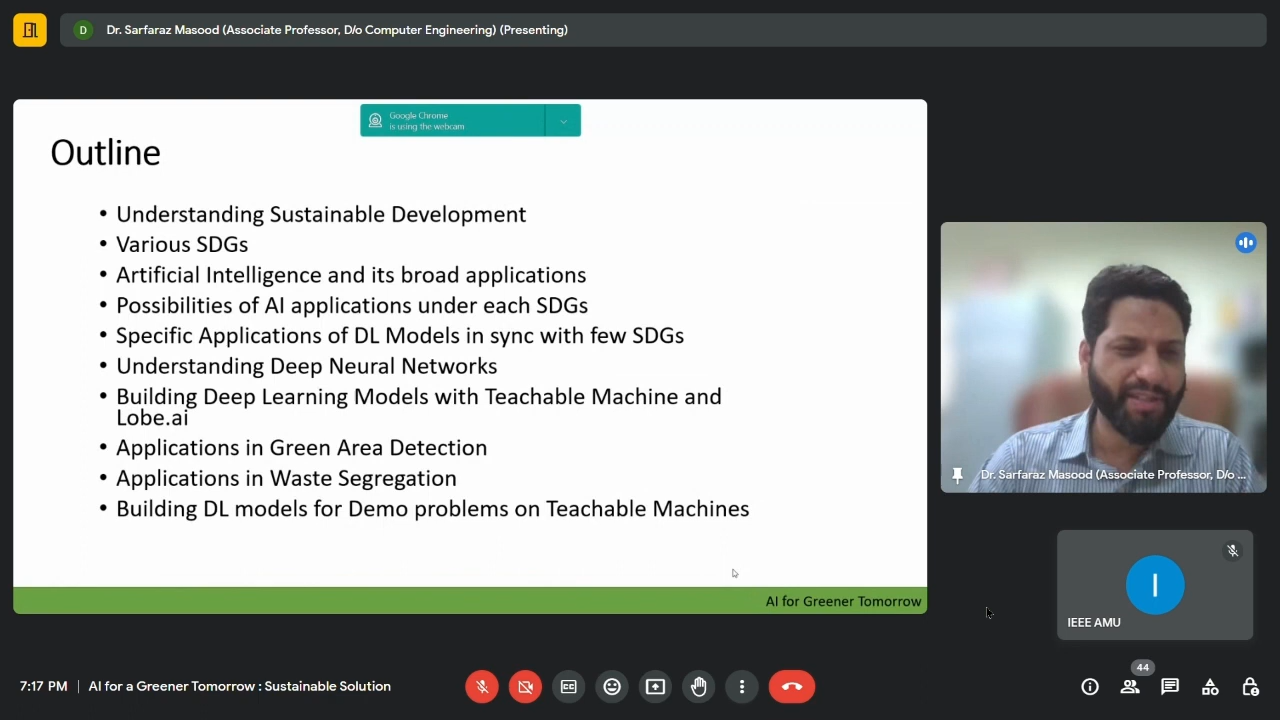 D Dr. Sarfaraz Masood (Associate Professor, D/o Computer Engineering) (Presenting)
Google Chrome
is using the webcam
Outline
• Understanding Sustainable Development
• Various SDGs
• Artificial Intelligence and its broad applications
• Possibilities of AI applications under each SDGs
• Specific Applications of DL Models in sync with few SDGs
• Understanding Deep Neural Networks
• Building Deep Learning Models with Teachable Machine and
Lobe.ai
• Applications in Green Area Detection
• Applications in Waste Segregation
• Building DL models for Demo problems on Teachable Machines
AI for Greener Tomorrow
Dr. Sarfaraz Masood (Associate Professor, D/o ...
I
IEEE AMU
7:17 PM | AI for a Greener Tomorrow : Sustainable Solution
44